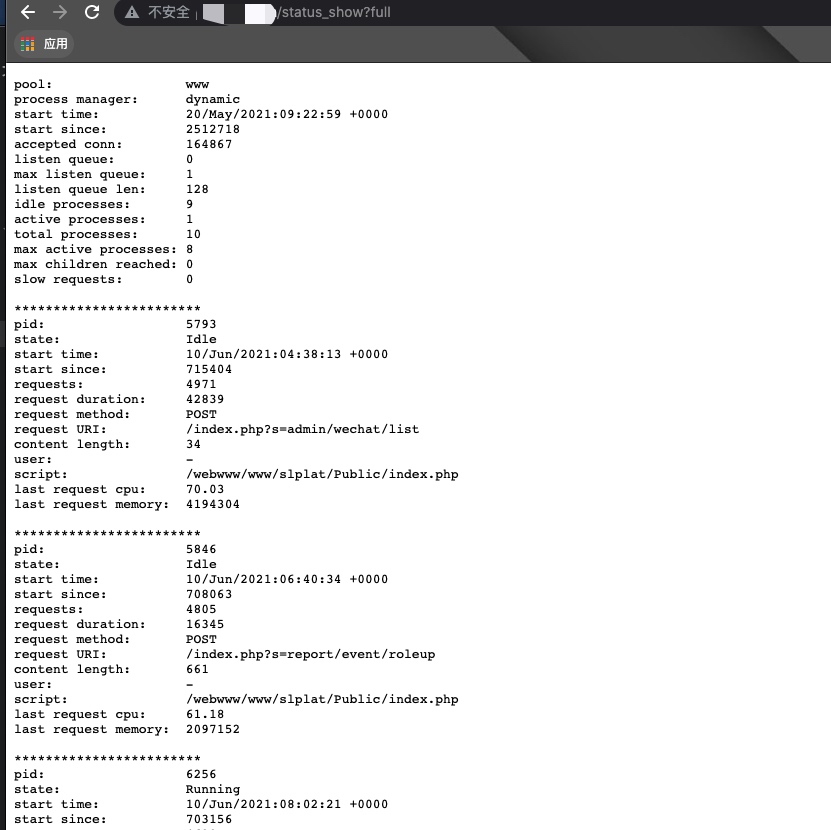 不安全 | /status_show?full
应用
pool: www
process manager: dynamic
start time: 20/May/2021:09:22:59 +0000
start since: 2512718
accepted conn: 164867
listen queue: 0
max listen queue: 1
listen queue len: 128
idle processes: 9
active processes: 1
total processes: 10
max active processes: 8
max children reached: 0
slow requests: 0
************************
pid: 5793
state: Idle
start time: 10/Jun/2021:04:38:13 +0000
start since: 715404
requests: 4971
request duration: 42839
request method: POST
request URI: /index.php?s=admin/wechat/list
content length: 34
user: -
script: /webwww/www/slplat/Public/index.php
last request cpu: 70.03
last request memory: 4194304
************************
pid: 5846
state: Idle
start time: 10/Jun/2021:06:40:34 +0000
start since: 708063
requests: 4805
request duration: 16345
request method: POST
request URI: /index.php?s=report/event/roleup
content length: 661
user: -
script: /webwww/www/slplat/Public/index.php
last request cpu: 61.18
last request memory: 2097152
************************
pid: 6256
state: Running
start time: 10/Jun/2021:08:02:21 +0000
start since: 703156